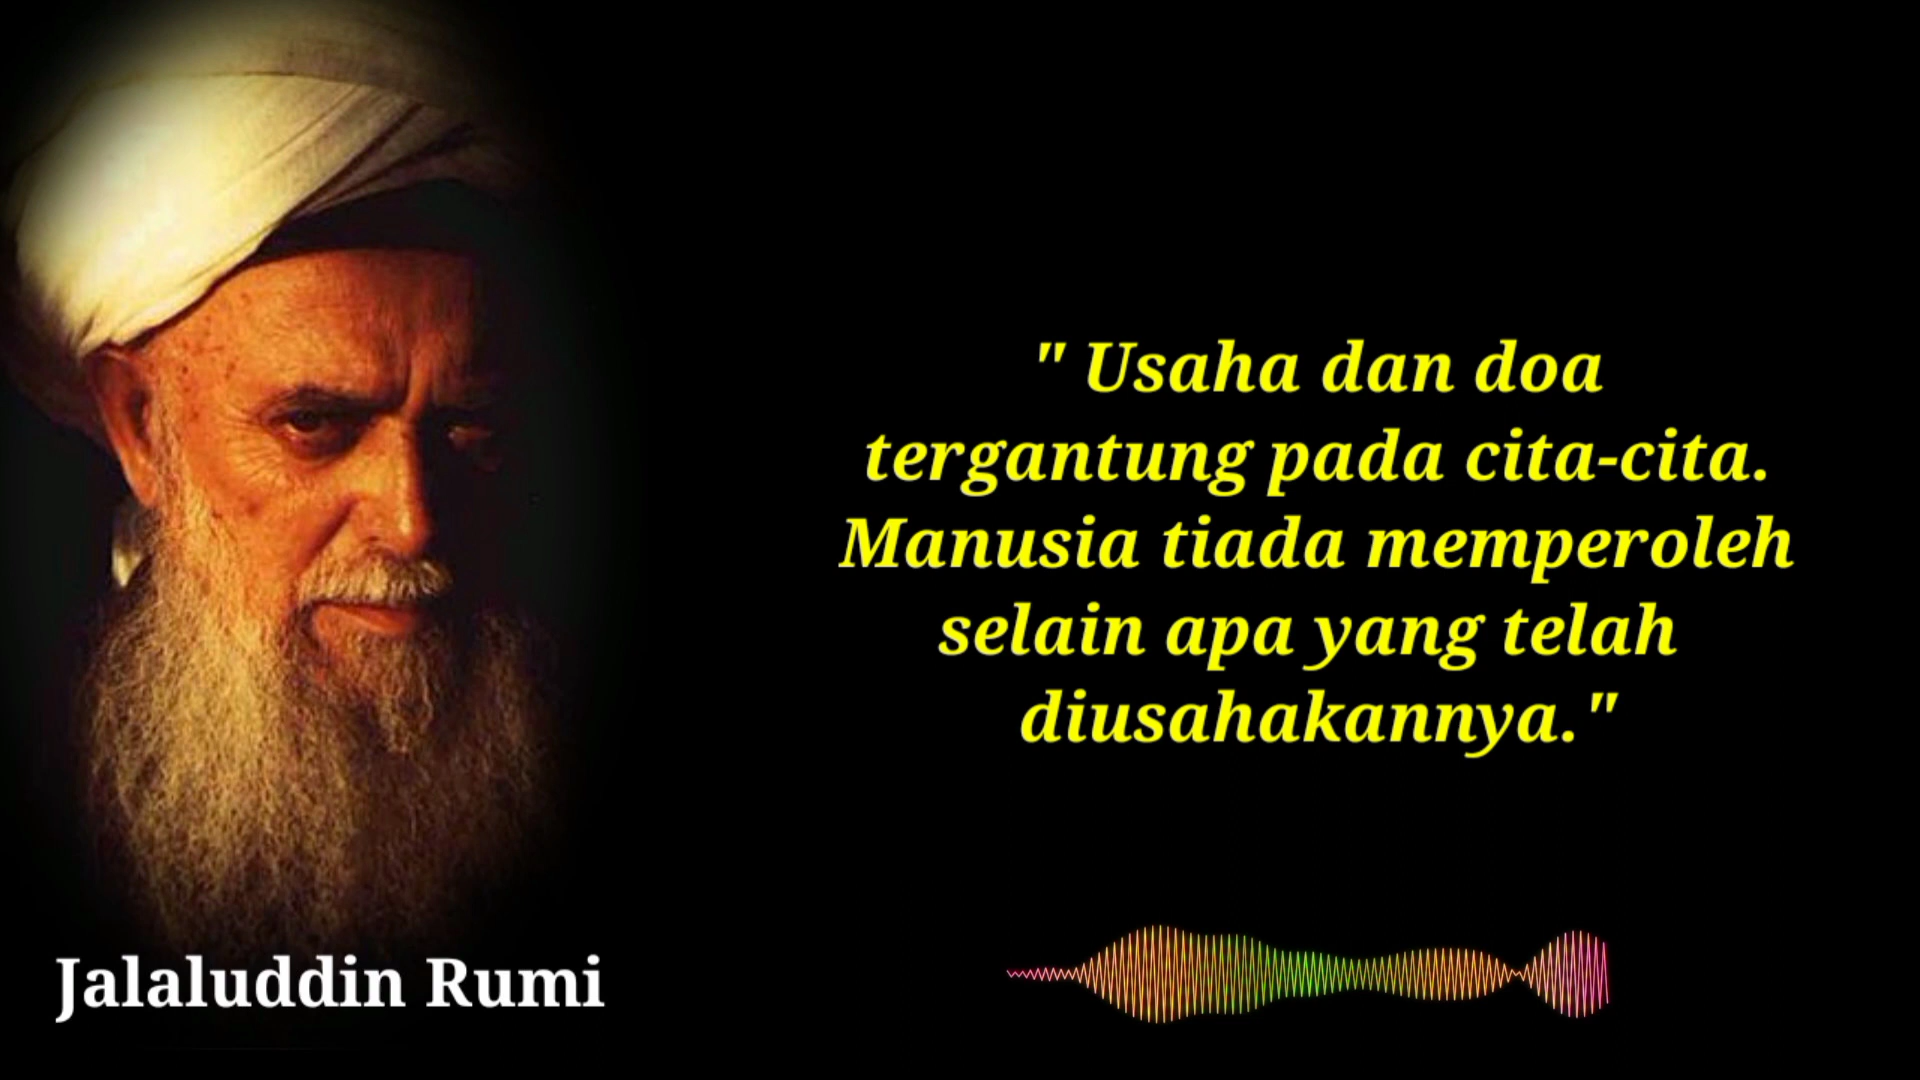 " Usaha dan doa
tergantung pada cita-cita.
Manusia tiada memperoleh
selain apa yang telah
diusahakannya."
Jalaluddin Rumi